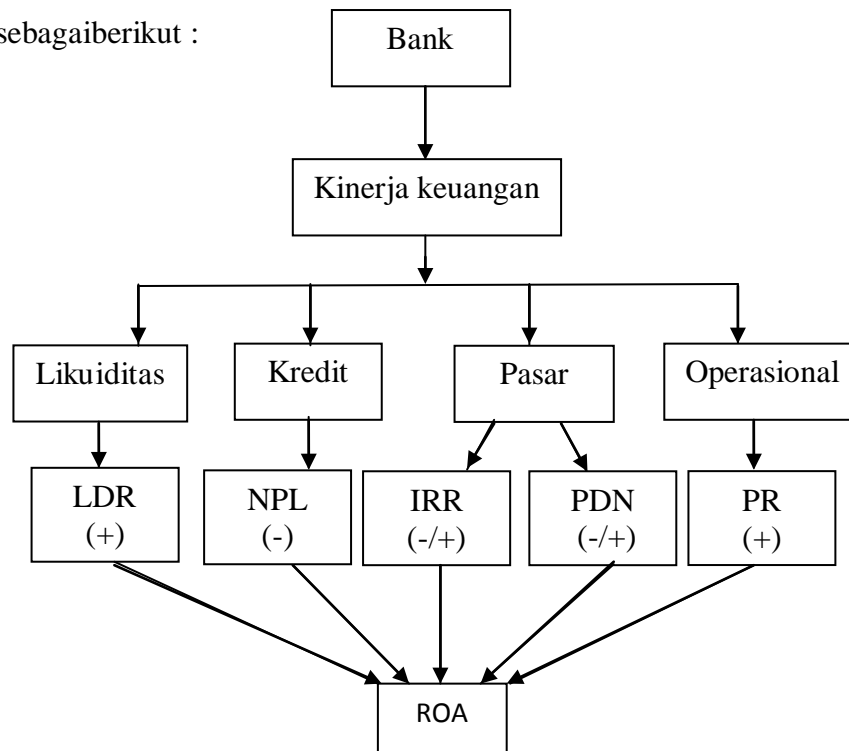 sebagaiberikut :
Bank
Kinerja keuangan
Likuiditas
Kredit
Pasar
Operasional
LDR
(+)
NPL
(-)
IRR
(-/+)
PDN
(-/+)
PR
(+)
ROA